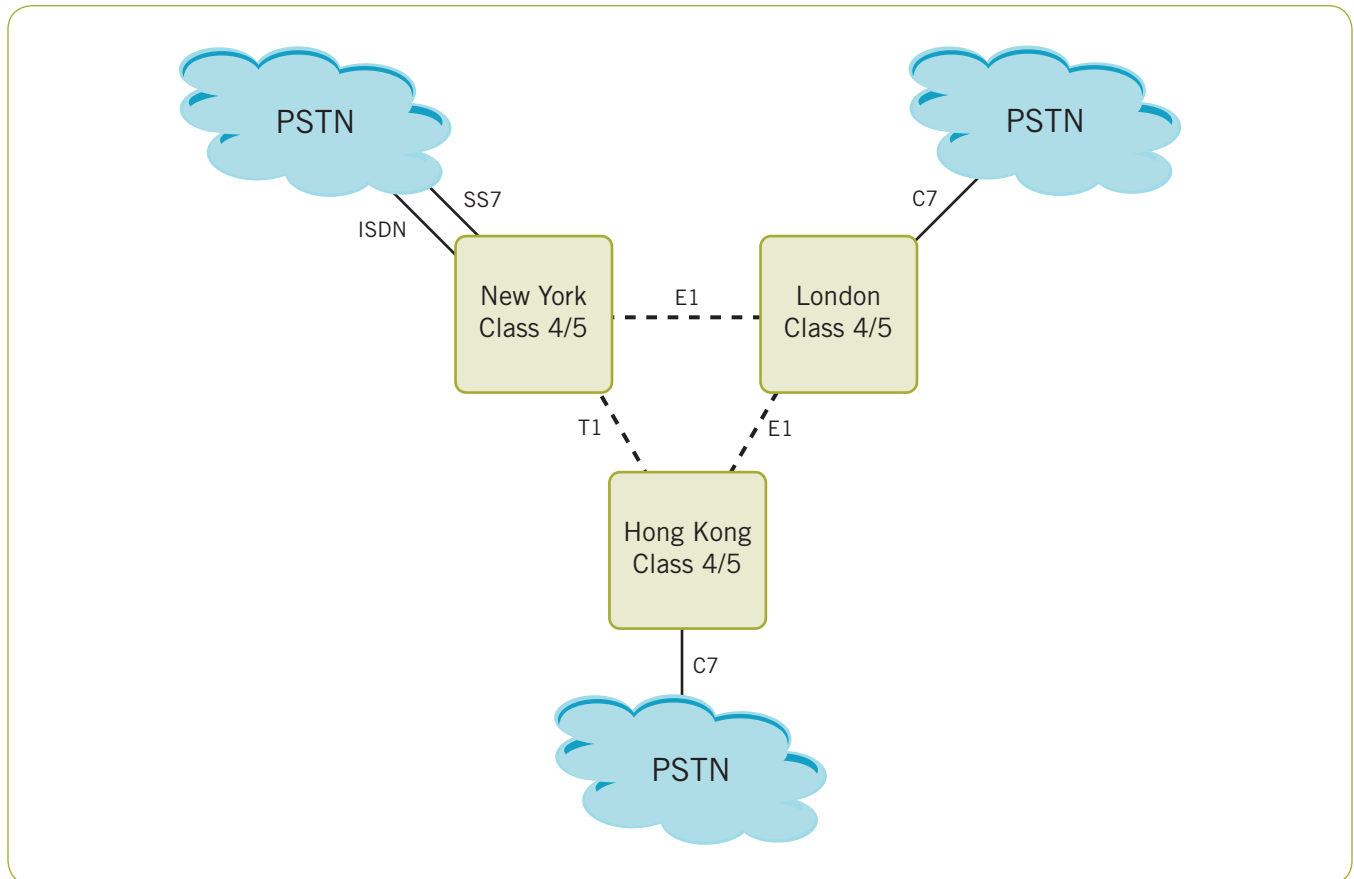 PSTN
PSTN
SS7
C7
ISDN
New York
Class 4/5
E1
London
Class 4/5
T1
E1
Hong Kong
Class 4/5
C7
PSTN